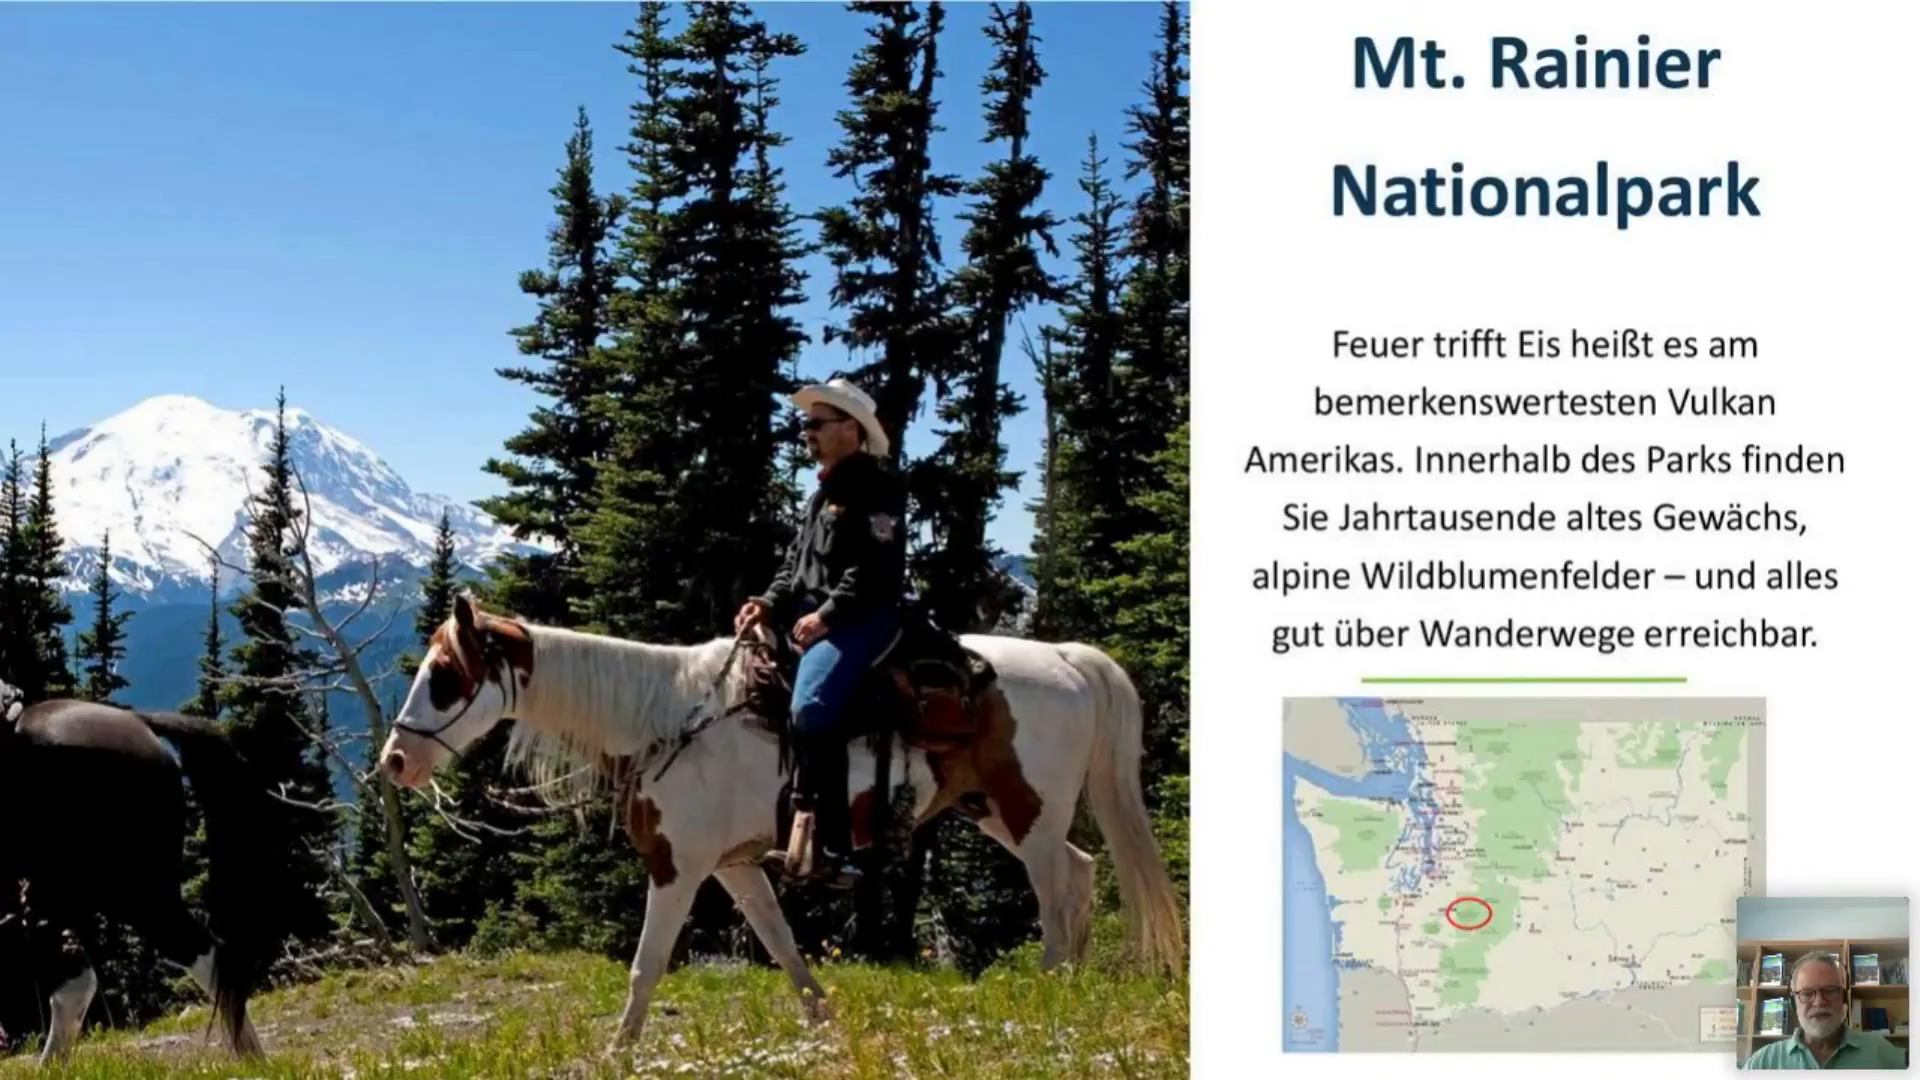 Mt. Rainier
Nationalpark
Feuer trifft Eis heißt es am
bemerkenswertesten Vulkan
Amerikas. Innerhalb des Parks finden
Sie Jahrtausende altes Gewächs,
alpine Wildblumenfelder – und alles
gut über Wanderwege erreichbar.